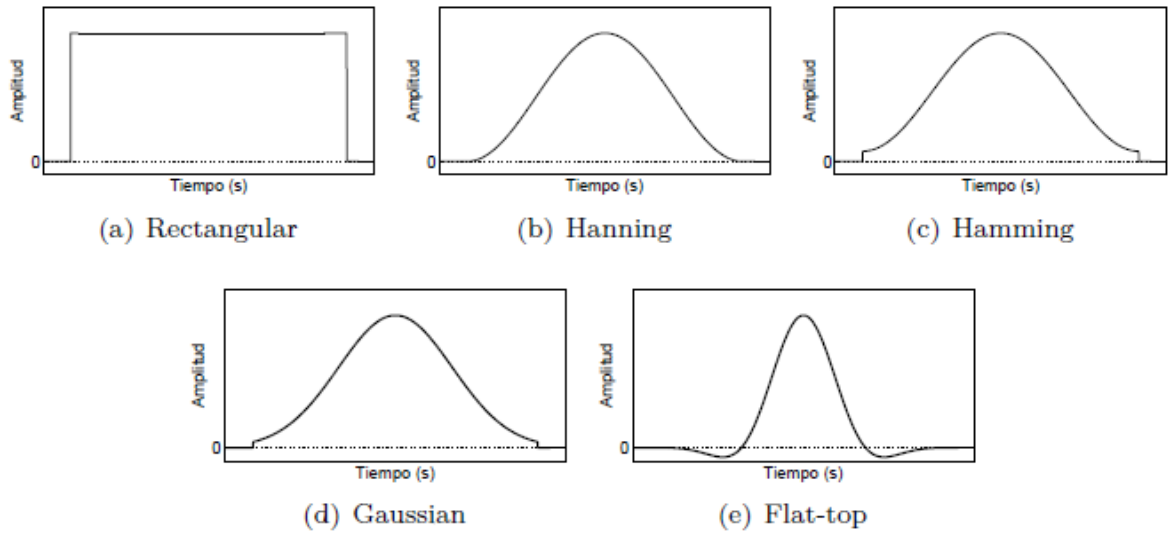 Amplitud
0
Tiempo (s)
(a) Rectangular
Amplitud
0
Tiempo (s)
(b) Hanning
Amplitud
0
Tiempo (s)
(c) Hamming
Amplitud
0
Tiempo (s)
(d) Gaussian
Amplitud
0
Tiempo (s)
(e) Flat-top